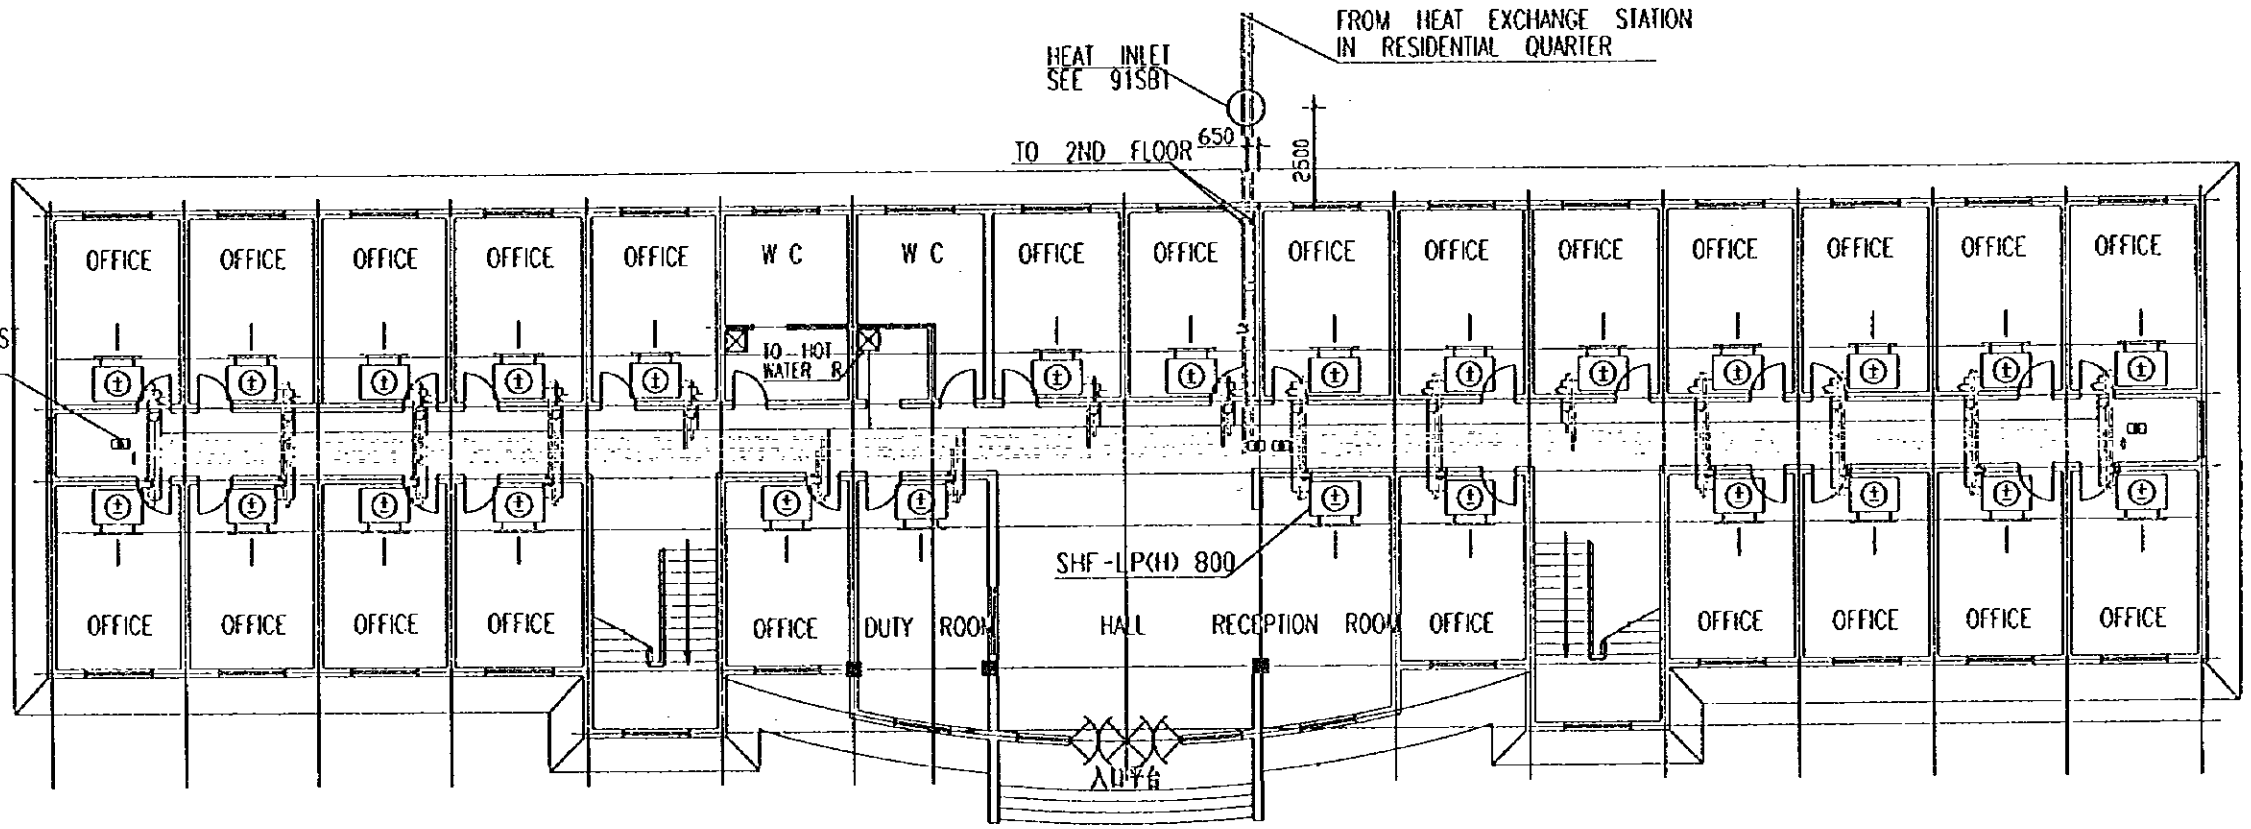 FROM HEAT EXCHANGE STATION
IN RESIDENTIAL QUARTER
HEAT INLET
SEE 91SB1
TO 2ND FLOOR
650
2500
OFFICE OFFICE OFFICE OFFICE OFFICE W C W C OFFICE OFFICE OFFICE OFFICE OFFICE OFFICE OFFICE OFFICE OFFICE
TO HOT
WATER R
SHF-LP(H) 800
OFFICE OFFICE OFFICE OFFICE OFFICE DUTY ROOM HALL RECEPTION ROOM OFFICE OFFICE OFFICE OFFICE OFFICE
入口平台